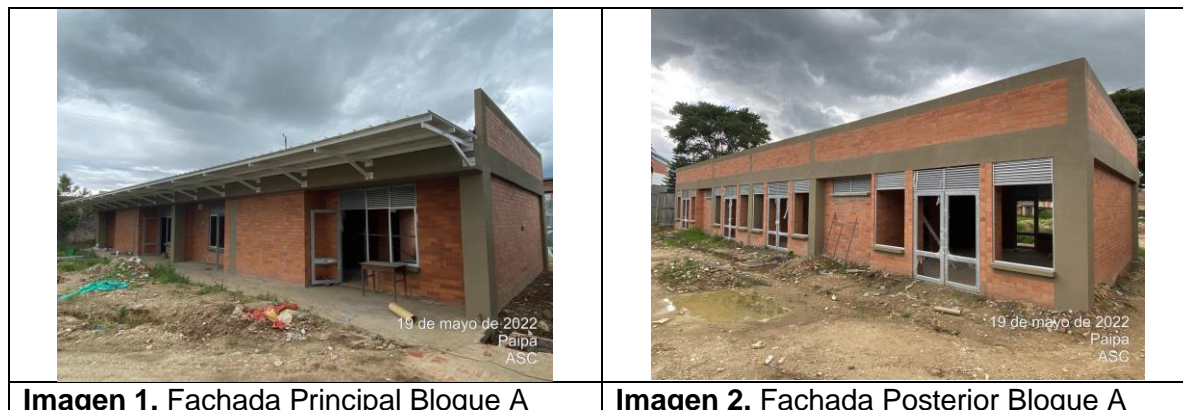 19 de mayo de 2022
Paipa
ASC
19 de mayo de 2022
Paipa
ASC
Imagen 1. Fachada Principal Bloque A
Imagen 2. Fachada Posterior Bloque A